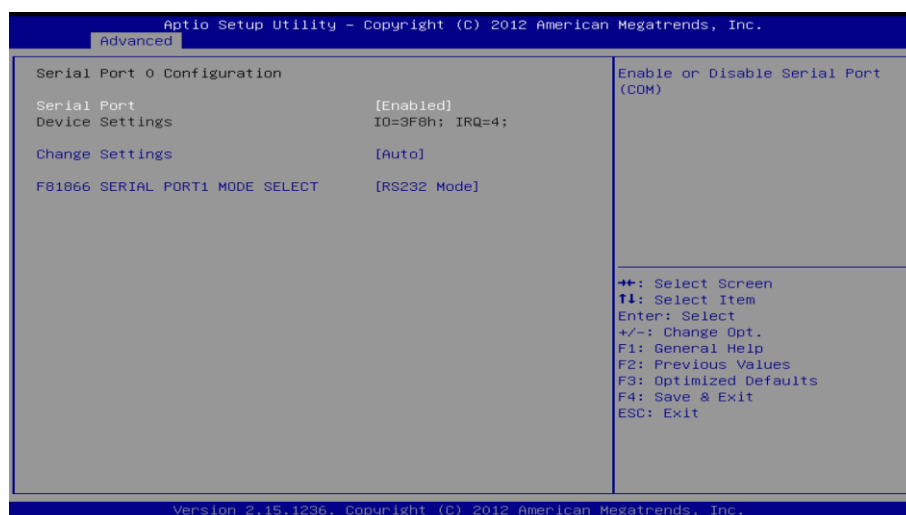 Aptio Setup Utility – Copyright (C) 2012 American Megatrends, Inc.
Advanced
Serial Port 0 Configuration
Serial Port [Enabled]
Device Settings IO=3F8h; IRQ=4;
Change Settings [Auto]
F81866 SERIAL PORT1 MODE SELECT [RS232 Mode]
Enable or Disable Serial Port
(COM)
→←: Select Screen
↑↓: Select Item
Enter: Select
+/-: Change Opt.
F1: General Help
F2: Previous Values
F3: Optimized Defaults
F4: Save & Exit
ESC: Exit
Version 2.15.1236. Copyright (C) 2012 American Megatrends, Inc.